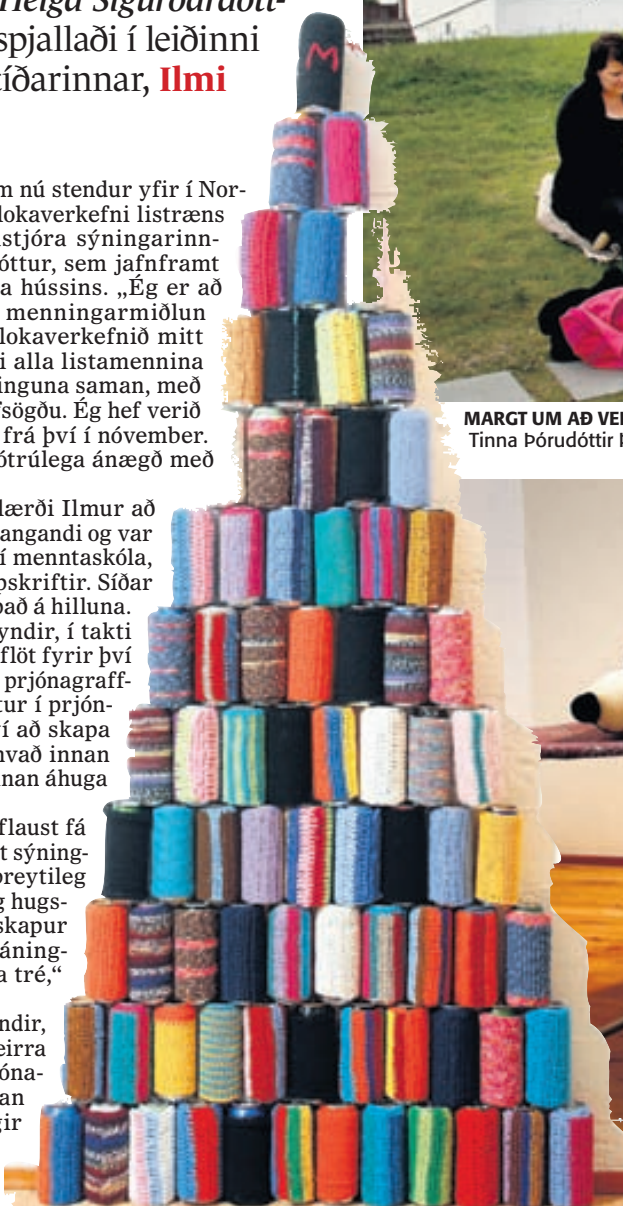 Helga Sigurðardótt-
spjallaði í leiðinni
tíðarinnar, Ilmi
M
m nú stendur yfir í Nor-
lokaverkefni listræns
stjóra sýningarinn-
óttur, sem jafnframt
a hússins. „Ég er að
menningarmiðlun
lokaverkefnið mitt
i alla listamennina
inguna saman, með
fsögðu. Ég hef verið
frá því í nóvember.
ótrúlega ánægð með
lærði Ilmur að
angandi og var
í menntaskóla,
pskriftir. Síðar
það á hilluna.
yndir, í takti
flöt fyrir því
prjónagraff-
tur í prjón-
í að skapa
hvað innan
nnan áhuga
flaust fá
t sýning-
breytileg
g hugs-
skapur
áning-
a tré,“
ndir,
eirra
óna-
an
gir
MARGT UM AÐ VE
Tinna Þórudóttir Þ